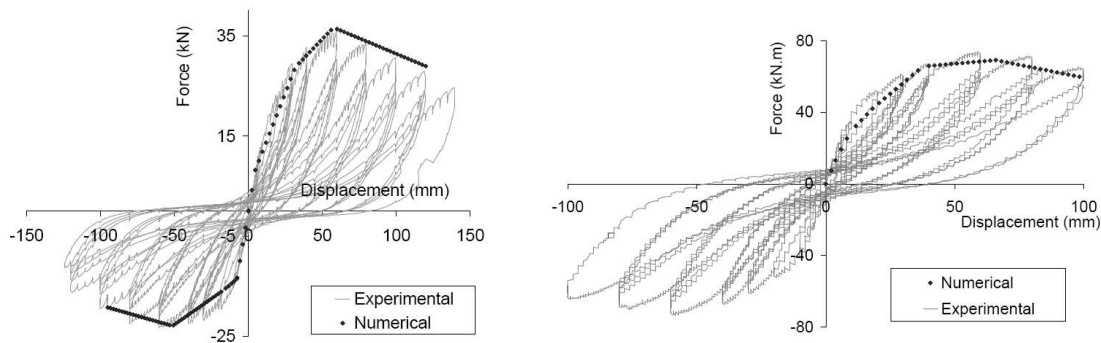 35
Force (kN)
15
Displacement (mm)
-150 -100 -50 0 50 100 150
-5
Experimental
Numerical
-25
80
Force (kN.m)
40
0
-100 -50 0 50 100
Displacement (mm)
-40
Numerical
Experimental
-80